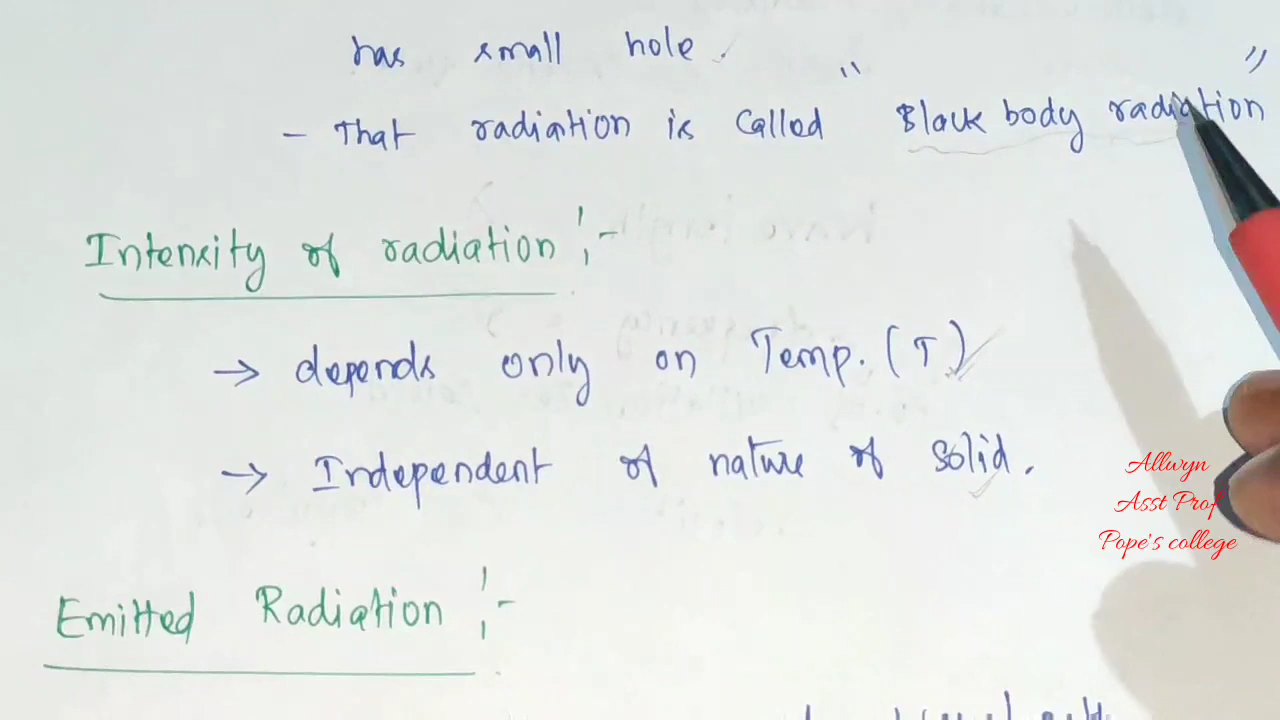 has small hole.
- That radiation is called "Black body radiation"
Intensity of radiation :-
→ depends only on Temp. (T)
→ Independent of nature of solid.
Allwyn
Asst Prof
Pope's college
Emitted Radiation :-